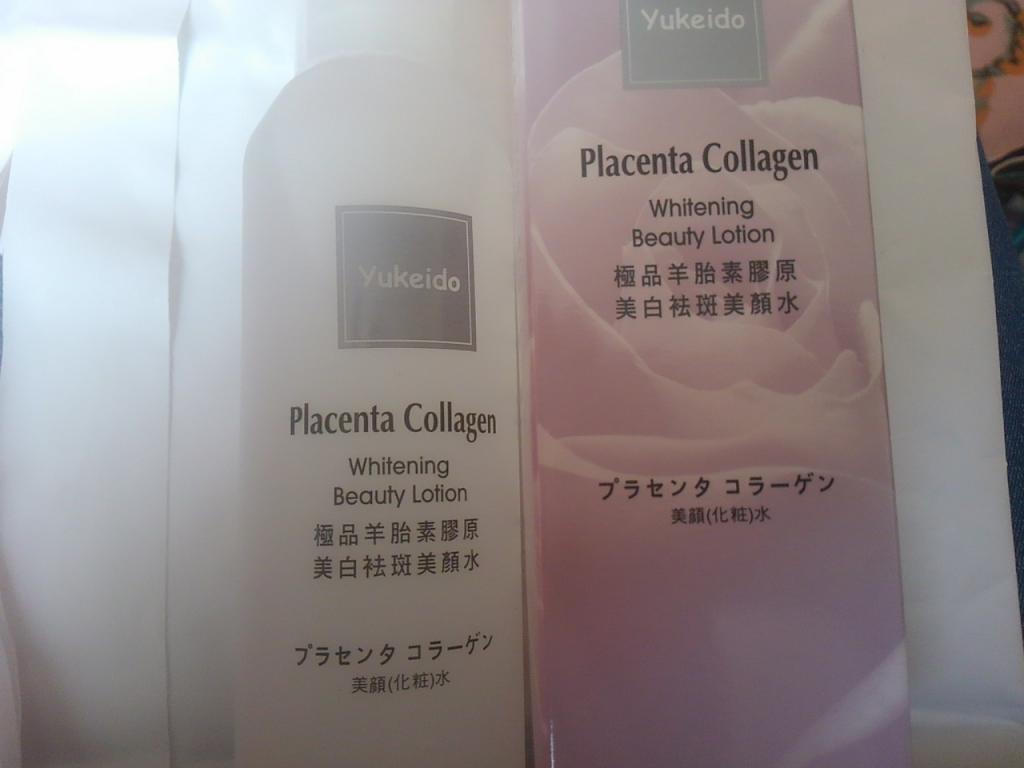 Yukeido
Placenta Collagen
Whitening
Beauty Lotion
極品羊胎素膠原
美白袪斑美顏水
プラセンタ コラーゲン
美顔(化粧)水
Yukeido
Placenta Collagen
Whitening
Beauty Lotion
極品羊胎素膠原
美白袪斑美顏水
プラセンタ コラーゲン
美顔(化粧)水